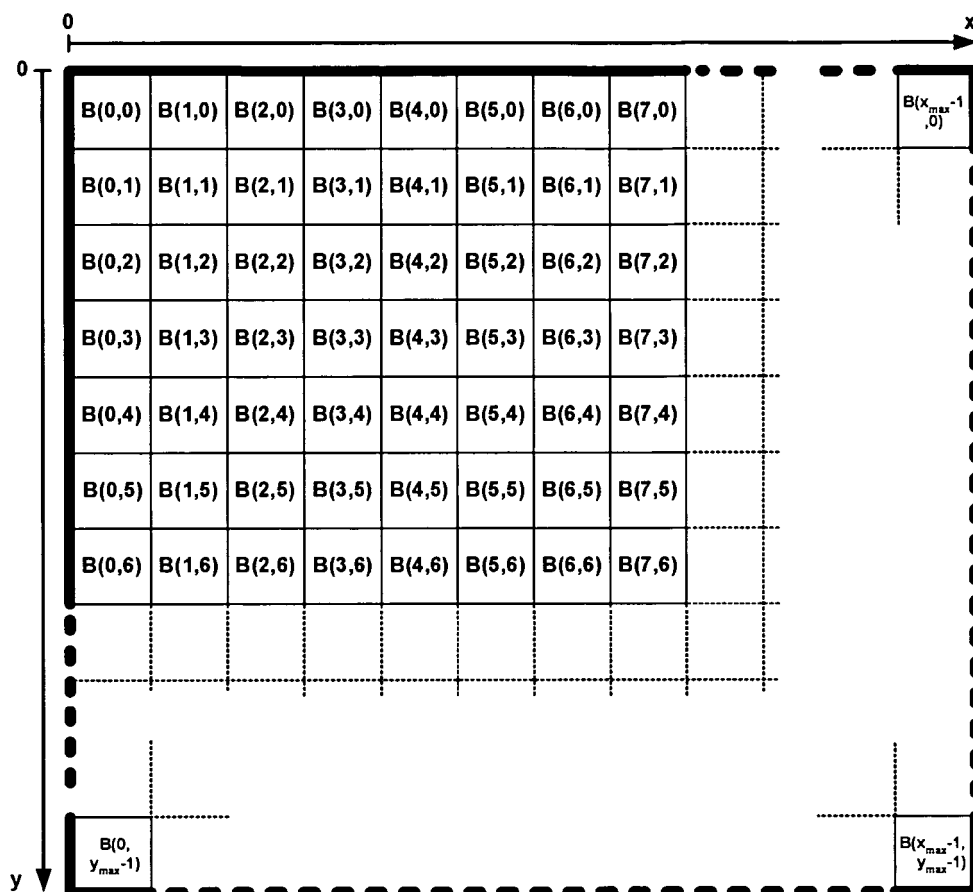 0
x
0
B(0,0) B(1,0) B(2,0) B(3,0) B(4,0) B(5,0) B(6,0) B(7,0)
B(x_max-1
,0)
B(0,1) B(1,1) B(2,1) B(3,1) B(4,1) B(5,1) B(6,1) B(7,1)
B(0,2) B(1,2) B(2,2) B(3,2) B(4,2) B(5,2) B(6,2) B(7,2)
B(0,3) B(1,3) B(2,3) B(3,3) B(4,3) B(5,3) B(6,3) B(7,3)
B(0,4) B(1,4) B(2,4) B(3,4) B(4,4) B(5,4) B(6,4) B(7,4)
B(0,5) B(1,5) B(2,5) B(3,5) B(4,5) B(5,5) B(6,5) B(7,5)
B(0,6) B(1,6) B(2,6) B(3,6) B(4,6) B(5,6) B(6,6) B(7,6)
B(0,
y_max-1)
B(x_max-1,
y_max-1)
y